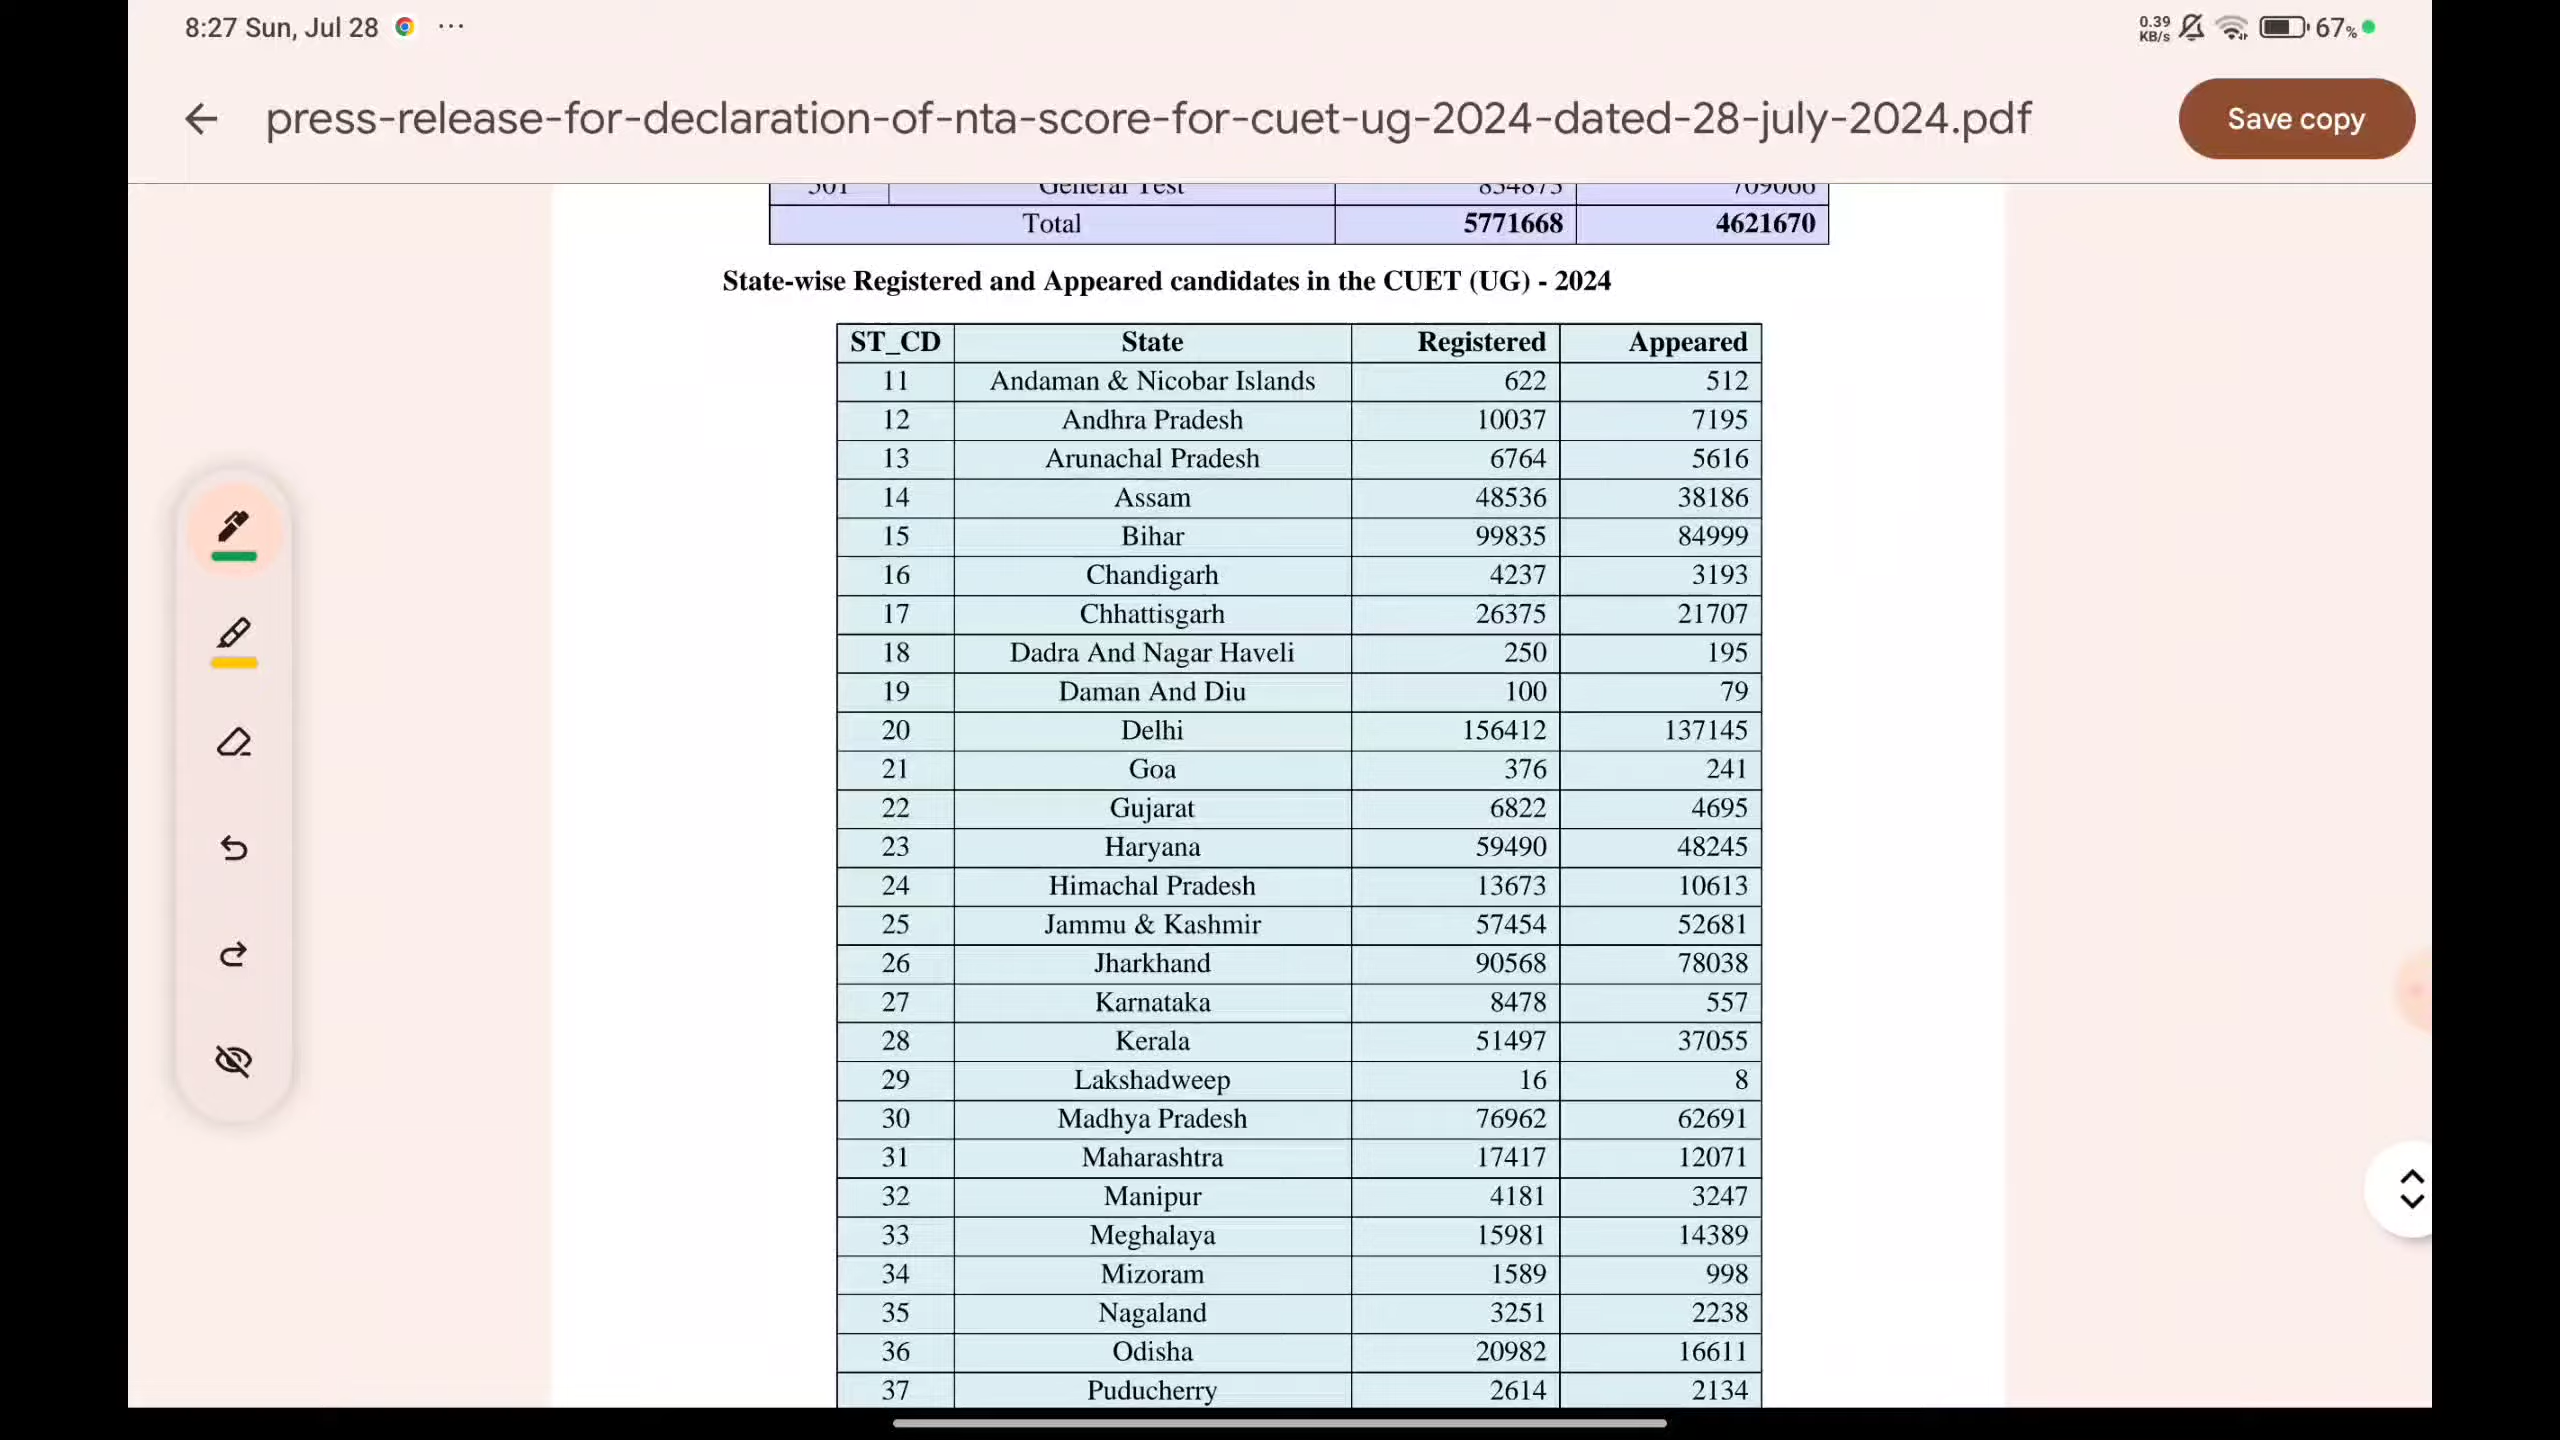 8:27 Sun, Jul 28 ...
0.39 KB/s 67%
press-release-for-declaration-of-nta-score-for-cuet-ug-2024-dated-28-july-2024.pdf
Save copy
501 General Test 834873 709066
Total 5771668 4621670
State-wise Registered and Appeared candidates in the CUET (UG) - 2024
ST_CD State Registered Appeared
11 Andaman & Nicobar Islands 622 512
12 Andhra Pradesh 10037 7195
13 Arunachal Pradesh 6764 5616
14 Assam 48536 38186
15 Bihar 99835 84999
16 Chandigarh 4237 3193
17 Chhattisgarh 26375 21707
18 Dadra And Nagar Haveli 250 195
19 Daman And Diu 100 79
20 Delhi 156412 137145
21 Goa 376 241
22 Gujarat 6822 4695
23 Haryana 59490 48245
24 Himachal Pradesh 13673 10613
25 Jammu & Kashmir 57454 52681
26 Jharkhand 90568 78038
27 Karnataka 8478 557
28 Kerala 51497 37055
29 Lakshadweep 16 8
30 Madhya Pradesh 76962 62691
31 Maharashtra 17417 12071
32 Manipur 4181 3247
33 Meghalaya 15981 14389
34 Mizoram 1589 998
35 Nagaland 3251 2238
36 Odisha 20982 16611
37 Puducherry 2614 2134